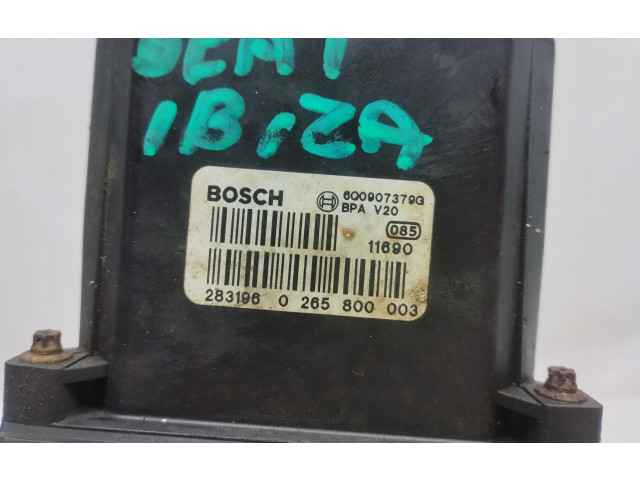 SEAT
IBIZA
BOSCH 6Q0907379G
BPA V20
085
11690
283196 0 265 800 003